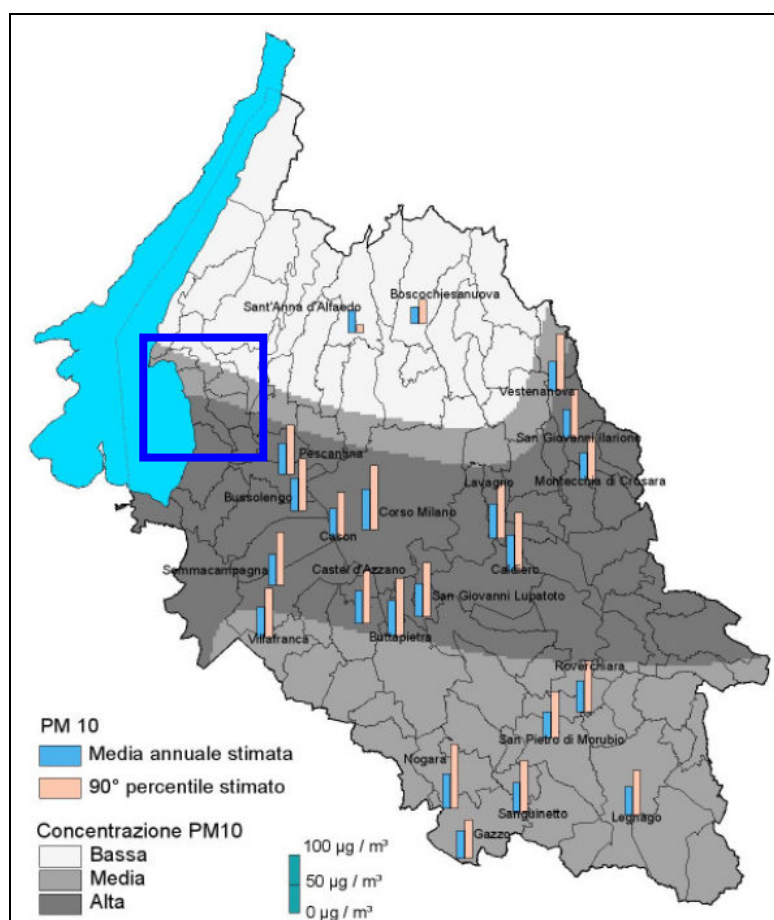 Sant'Anna d'Alfaedo
Boscochiesanuova
Vestenanova
San Giovanni Ilarione
Montecchia di Crosara
Pescantina
Bussolengo
Corso Milano
Lavagno
Cason
Caldiero
Sommacampagna
Castel d'Azzano
San Giovanni Lupatoto
Villafranca
Buttapietra
Roverchiara
San Pietro di Morubio
Nogara
Sanguinetto
Legnago
Gazzo
PM 10
Media annuale stimata
90° percentile stimato
Concentrazione PM10
Bassa
Media
Alta
100 µg / m³
50 µg / m³
0 µg / m³